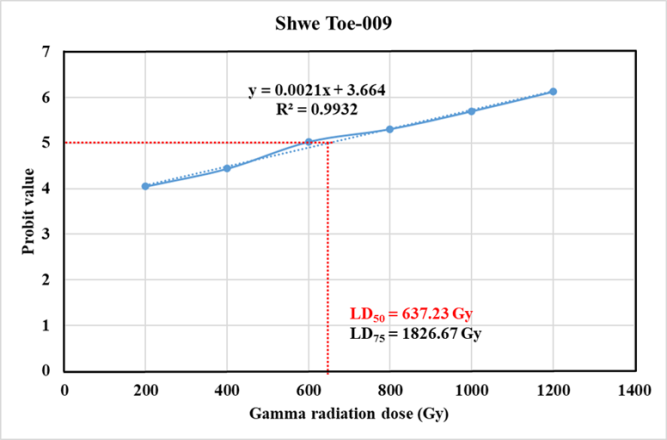 Shwe Toe-009
7
6
5
4
3
2
1
0
Probit value
y = 0.0021x + 3.664
R² = 0.9932
LD₅₀ = 637.23 Gy
LD₇₅ = 1826.67 Gy
0 200 400 600 800 1000 1200 1400
Gamma radiation dose (Gy)